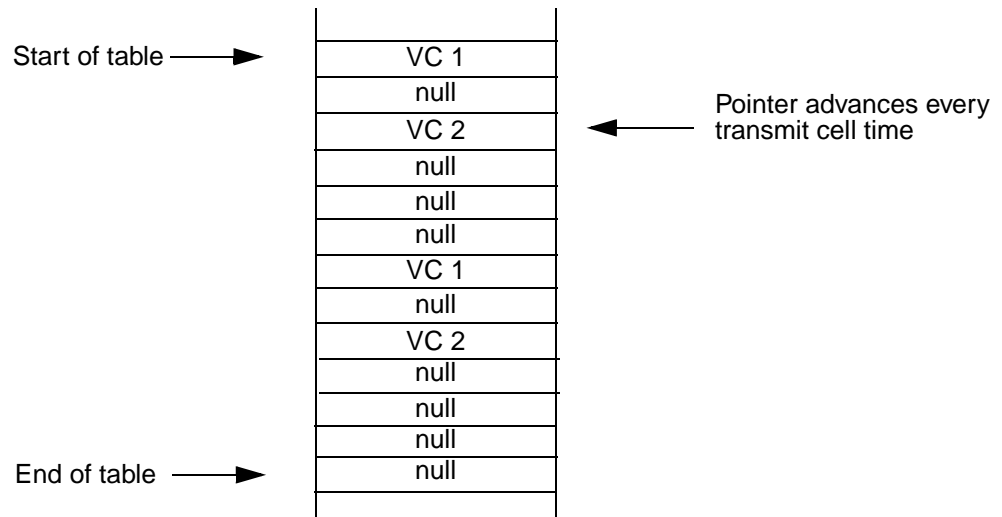 Start of table
VC 1
null
Pointer advances every
transmit cell time
VC 2
null
null
null
VC 1
null
VC 2
null
null
null
End of table
null